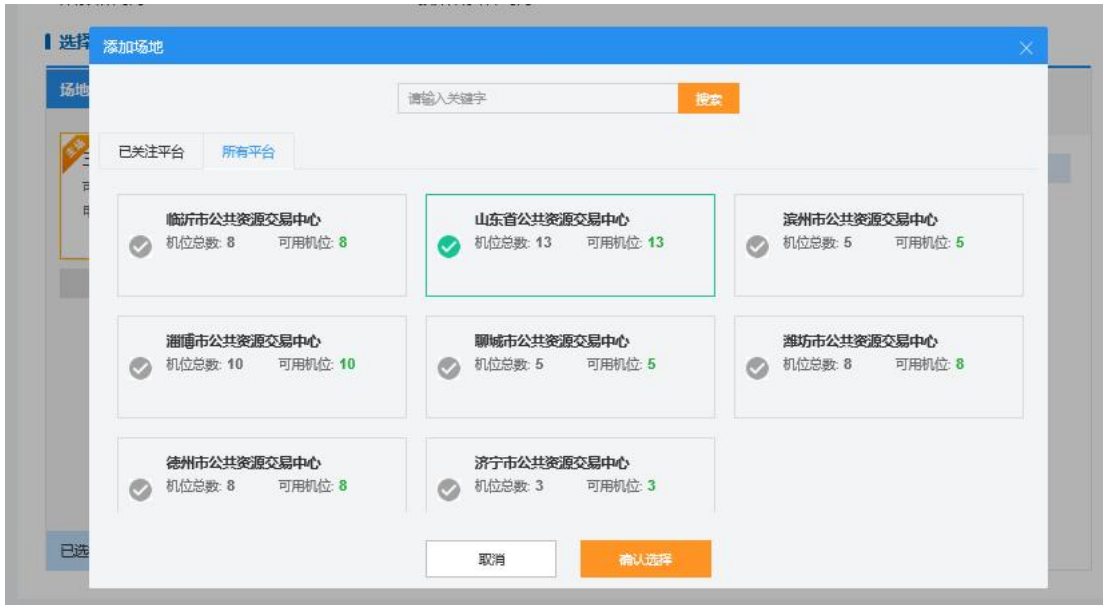 选择
添加场地
场地
请输入关键字
搜索
已关注平台 所有平台
临沂市公共资源交易中心
机位总数: 8 可用机位: 8
山东省公共资源交易中心
机位总数: 13 可用机位: 13
滨州市公共资源交易中心
机位总数: 5 可用机位: 5
淄博市公共资源交易中心
机位总数: 10 可用机位: 10
聊城市公共资源交易中心
机位总数: 5 可用机位: 5
潍坊市公共资源交易中心
机位总数: 8 可用机位: 8
德州市公共资源交易中心
机位总数: 8 可用机位: 8
济宁市公共资源交易中心
机位总数: 3 可用机位: 3
已选
取消
确认选择